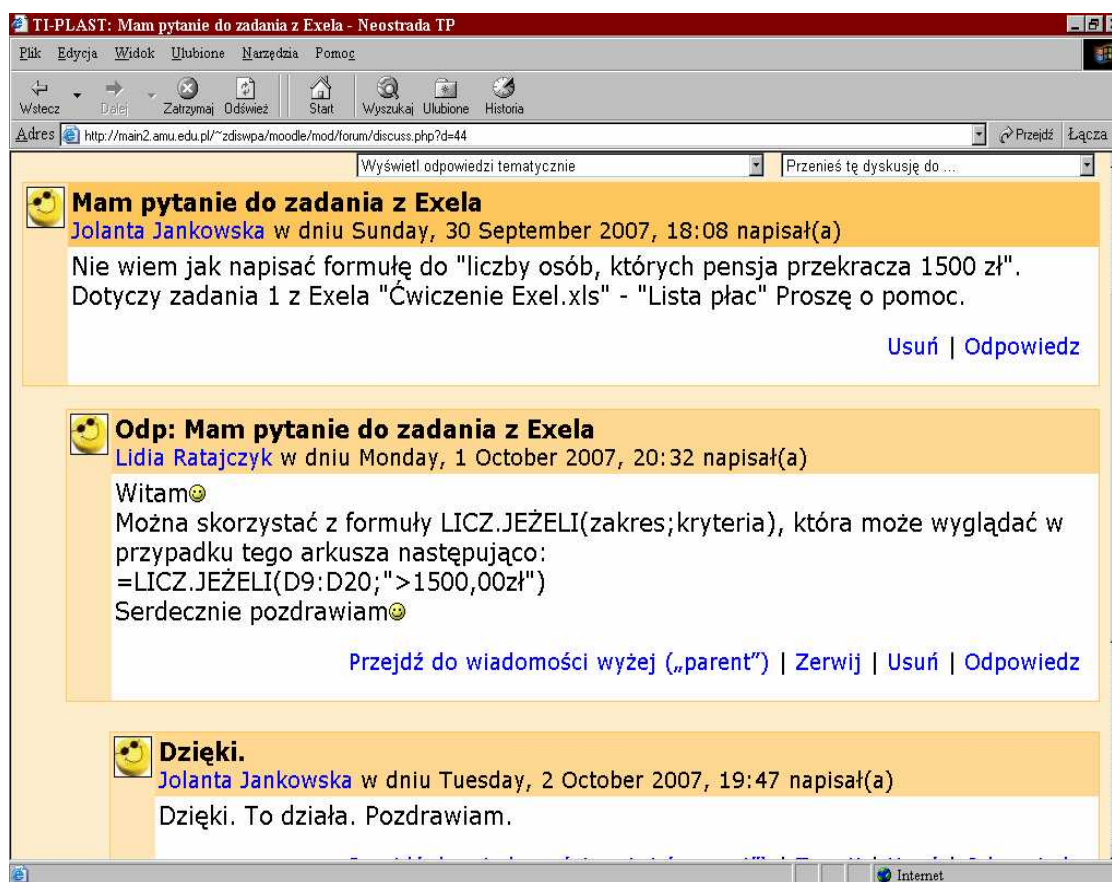 TI-PLAST: Mam pytanie do zadania z Exela - Neostrada TP
Plik Edycja Widok Ulubione Narzędzia Pomoc
Wstecz Dalej Zatrzymaj Odśwież Start Wyszukaj Ulubione Historia
Adres http://main2.amu.edu.pl/~zdiswpa/moodle/mod/forum/discuss.php?d=44 Przejdź Łącza
Wyświetl odpowiedzi tematycznie Przenieś tę dyskusję do ...
Mam pytanie do zadania z Exela
Jolanta Jankowska w dniu Sunday, 30 September 2007, 18:08 napisał(a)
Nie wiem jak napisać formułę do "liczby osób, których pensja przekracza 1500 zł".
Dotyczy zadania 1 z Exela "Ćwiczenie Exel.xls" - "Lista płac" Proszę o pomoc.
Usuń | Odpowiedz
Odp: Mam pytanie do zadania z Exela
Lidia Ratajczyk w dniu Monday, 1 October 2007, 20:32 napisał(a)
Witam
Można skorzystać z formuły LICZ.JEŻELI(zakres;kryteria), która może wyglądać w
przypadku tego arkusza następująco:
=LICZ.JEŻELI(D9:D20;">1500,00zł")
Serdecznie pozdrawiam
Przejdź do wiadomości wyżej („parent”) | Zerwij | Usuń | Odpowiedz
Dzięki.
Jolanta Jankowska w dniu Tuesday, 2 October 2007, 19:47 napisał(a)
Dzięki. To działa. Pozdrawiam.
Internet